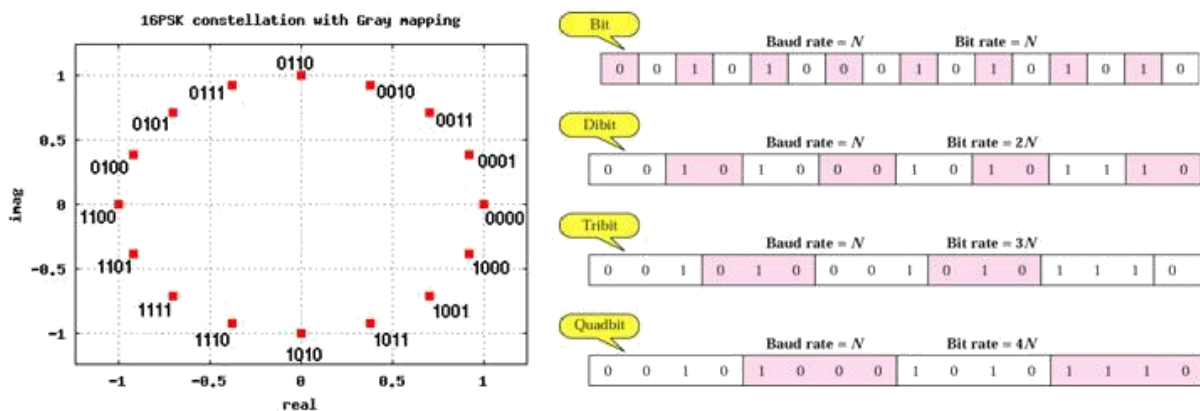 16PSK constellation with Gray mapping
0110
0111
0010
0101
0011
0100
0001
1100
0000
1101
1000
1111
1001
1110
1011
1010
1
0.5
0
-0.5
-1
imag
-1
-0.5
0
0.5
1
real
Bit
Baud rate = N
Bit rate = N
0 0 1 0 1 0 0 0 1 0 1 0 1 0 1 0
Dibit
Baud rate = N
Bit rate = 2N
0 0 1 0 1 0 0 0 1 0 1 0 1 1 1 0
Tribit
Baud rate = N
Bit rate = 3N
0 0 1 0 1 0 0 0 1 0 1 0 1 1 1 0
Quadbit
Baud rate = N
Bit rate = 4N
0 0 1 0 1 0 0 0 1 0 1 0 1 1 1 0